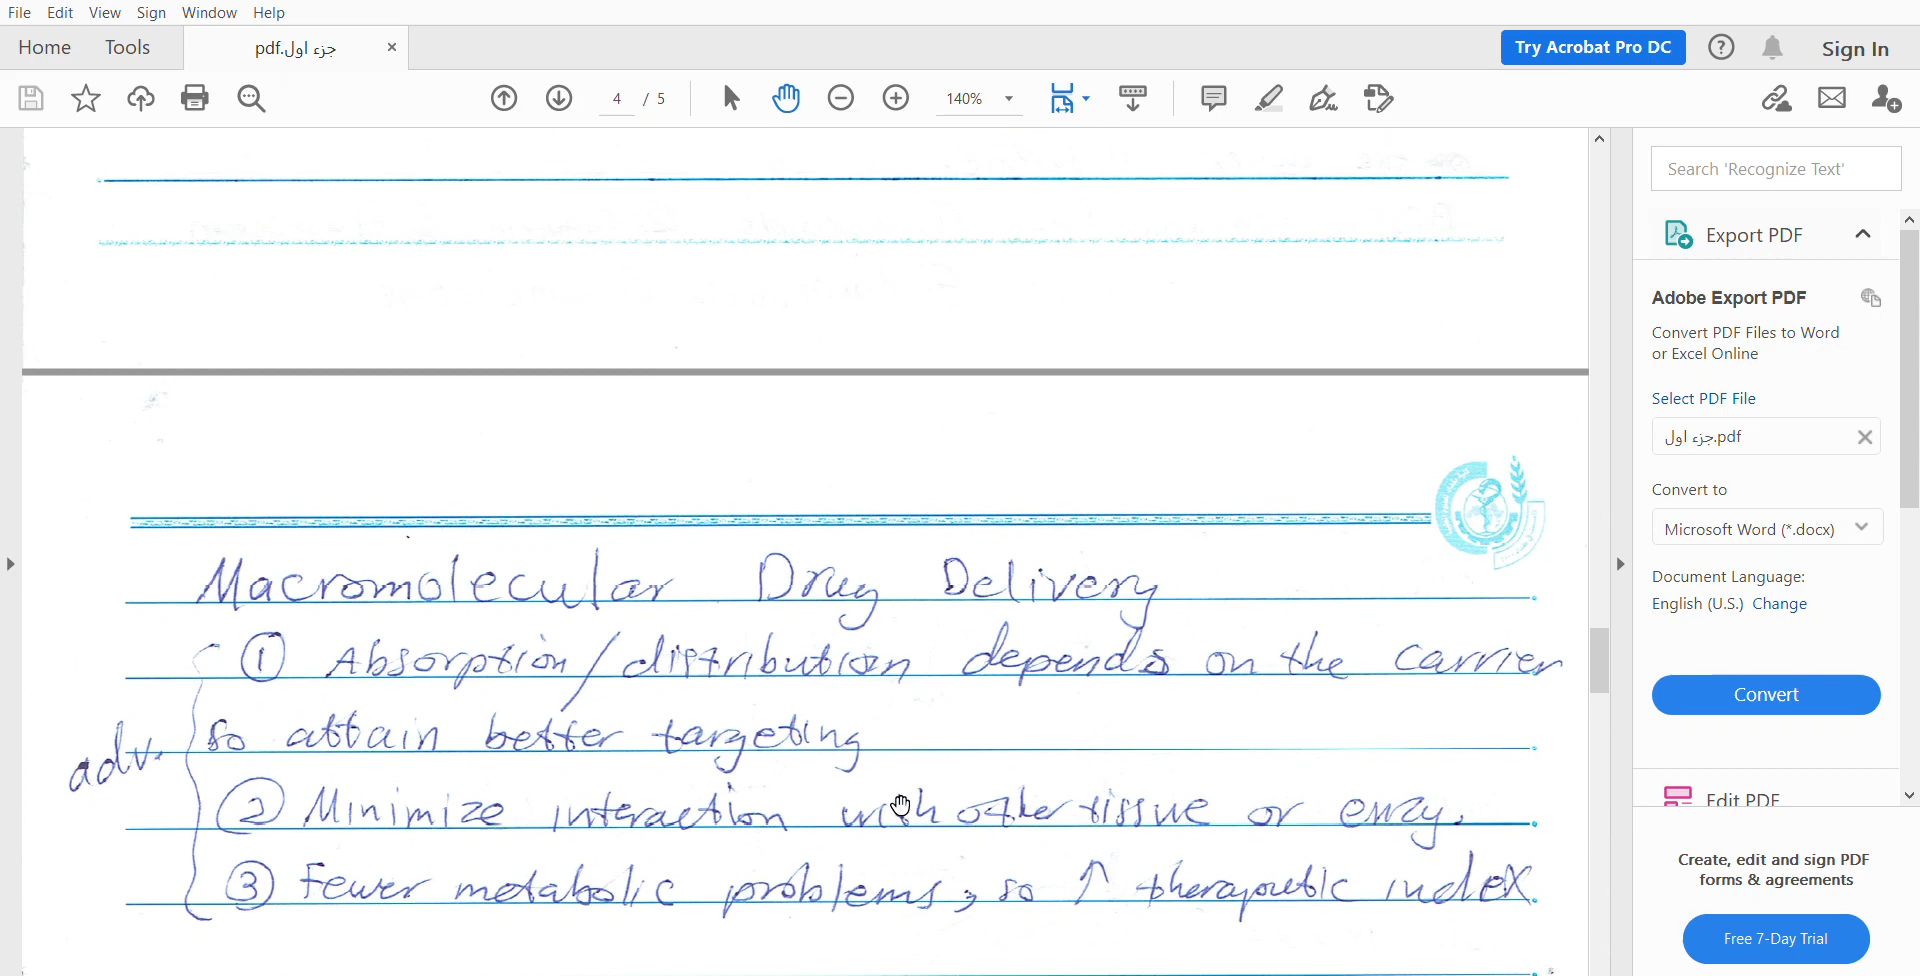 File Edit View Sign Window Help
Home Tools جزء اول.pdf ×
Try Acrobat Pro DC ? Sign In
4 / 5 140%
Search 'Recognize Text'
Export PDF
Adobe Export PDF
Convert PDF Files to Word
or Excel Online
Select PDF File
جزء اول.pdf
Convert to
Microsoft Word (*.docx)
Document Language:
English (U.S.) Change
Convert
Edit PDF
Create, edit and sign PDF
forms & agreements
Free 7-Day Trial
Macromolecular Drug Delivery
① Absorption/distribution depends on the carrier
so attain better targeting
adv.
② Minimize interaction with other tissue or enzy.
③ Fewer metabolic problems, so ↑ therapeutic index.